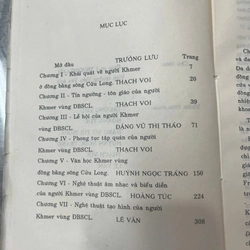 MỤC LỤC
Mở đầu TRƯỜNG LƯU Trang
Chương I - Khái quát về người Khmer 7
ở đồng bằng sông Cửu Long. THẠCH VOI 28
Chương II - Tín ngưỡng - tôn giáo của người
Khmer vùng ĐBSCL. THẠCH VOI 39
Chương III - Lễ hội của người Khmer
vùng ĐBSCL. ĐẶNG VŨ THỊ THẢO 71
Chương IV - Phong tục tập quán của người
Khmer vùng ĐBSCL. THẠCH VOI
Chương V - Văn học Khmer vùng
đồng bằng sông Cửu Long. HUỲNH NGỌC TRẢNG 150
Chương VI - Nghệ thuật âm nhạc và biểu diễn
của người Khmer vùng ĐBSCL. HOÀNG TÚC 224
Chương VII - Nghệ thuật tạo hình của người
Khmer vùng ĐBSCL. LÊ VĂN 308